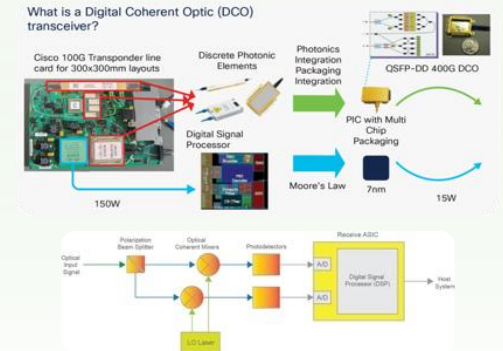 What is a Digital Coherent Optic (DCO)
transceiver?
Cisco 100G Transponder line
card for 300x300mm layouts
Discrete Photonic
Elements
Photonics
Integration
Packaging
Integration
QSFP-DD 400G DCO
PIC with Multi
Chip
Packaging
Digital Signal
Processor
Moore's Law
7nm
150W
15W
Polarization
Beam Splitter
Optical
Coherent Mixers
Photodetectors
Receive ASIC
Optical
Input
Signal
A/D
A/D
Digital Signal
Processor (DSP)
Host
System
LO Laser